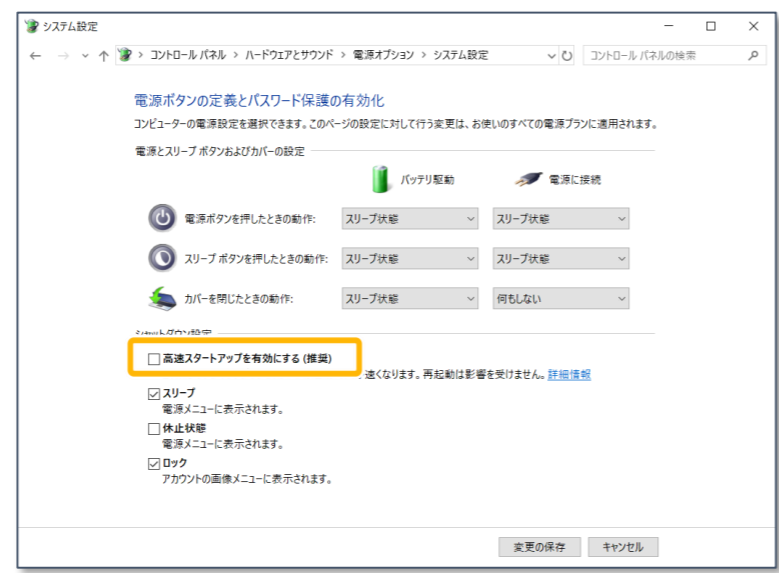 システム設定
コントロール パネル > ハードウェアとサウンド > 電源オプション > システム設定
コントロール パネルの検索
電源ボタンの定義とパスワード保護の有効化
コンピューターの電源設定を選択できます。このページの設定に対して行う変更は、お使いのすべての電源プランに適用されます。
電源とスリープ ボタンおよびカバーの設定
バッテリ駆動 電源に接続
電源ボタンを押したときの動作: スリープ状態 スリープ状態
スリープ ボタンを押したときの動作: スリープ状態 スリープ状態
カバーを閉じたときの動作: スリープ状態 何もしない
シャットダウン設定
高速スタートアップを有効にする (推奨)
速くなります。再起動は影響を受けません。詳細情報
スリープ
電源メニューに表示されます。
休止状態
電源メニューに表示されます。
ロック
アカウントの画像メニューに表示されます。
変更の保存 キャンセル